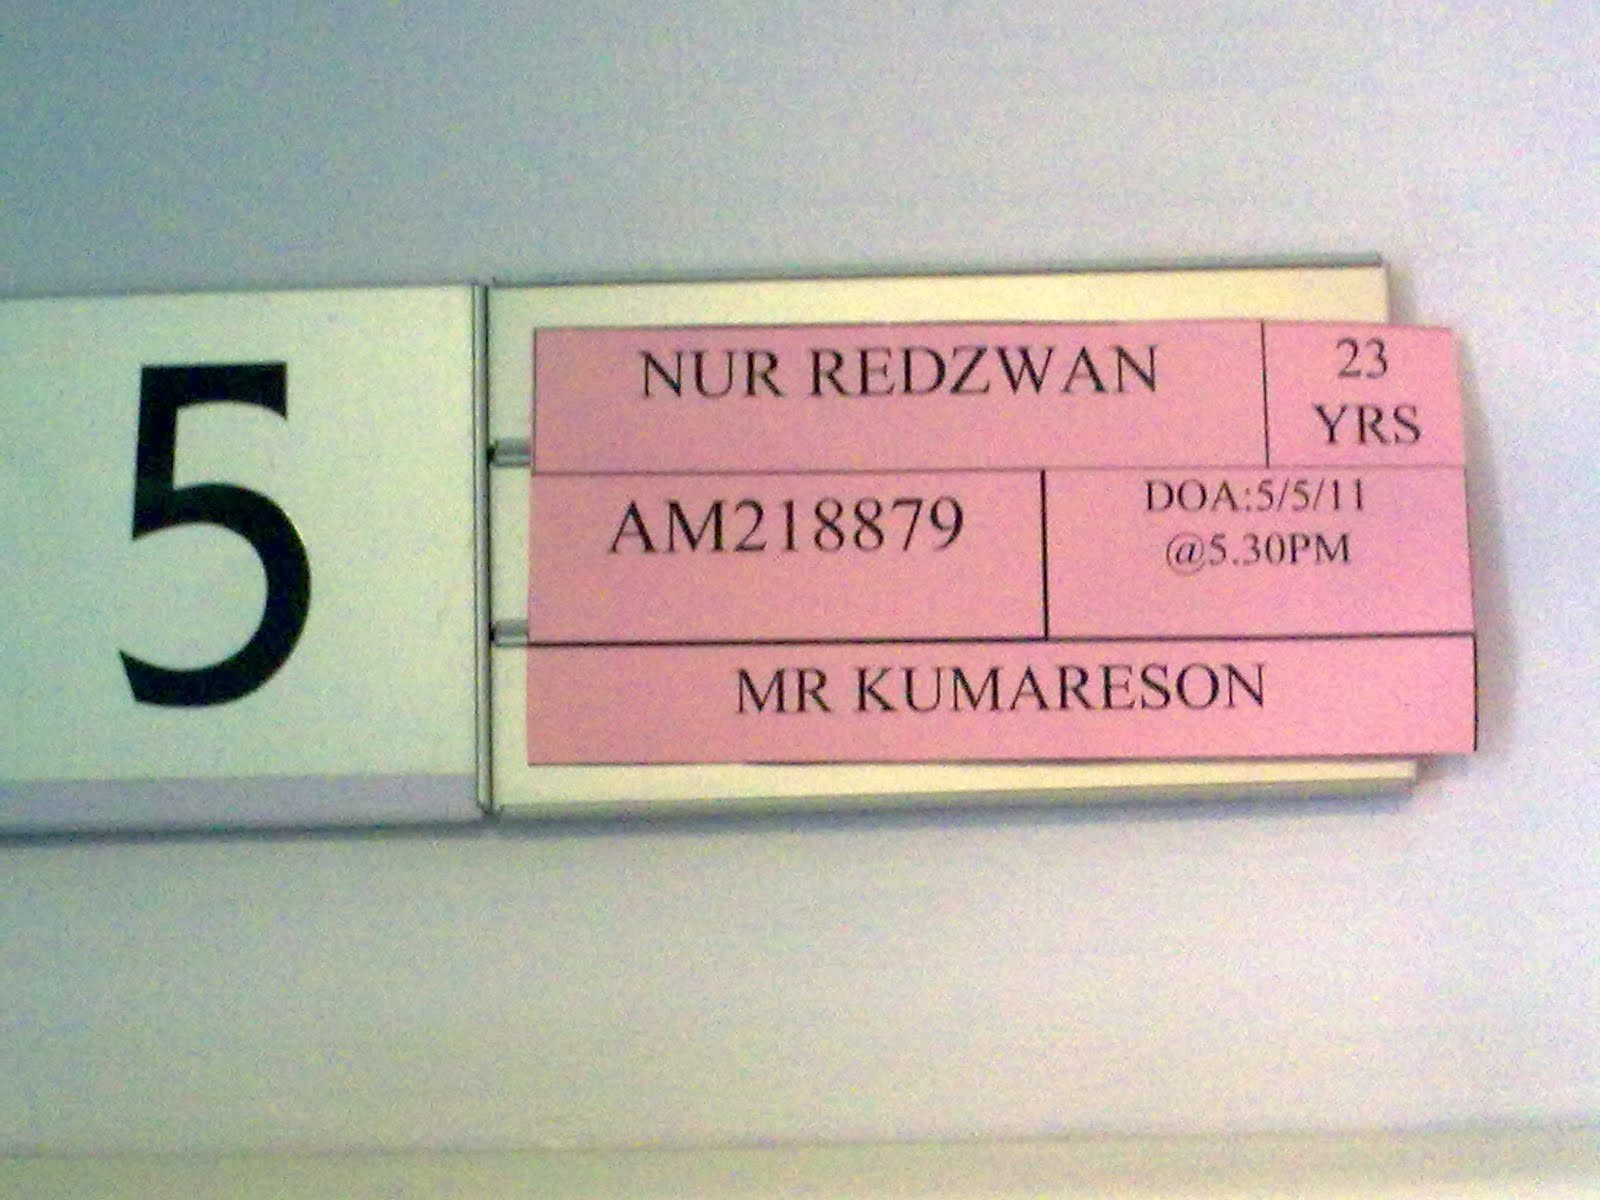 5
NUR REDZWAN
23
YRS
AM218879
DOA:5/5/11
@5.30PM
MR KUMARESON